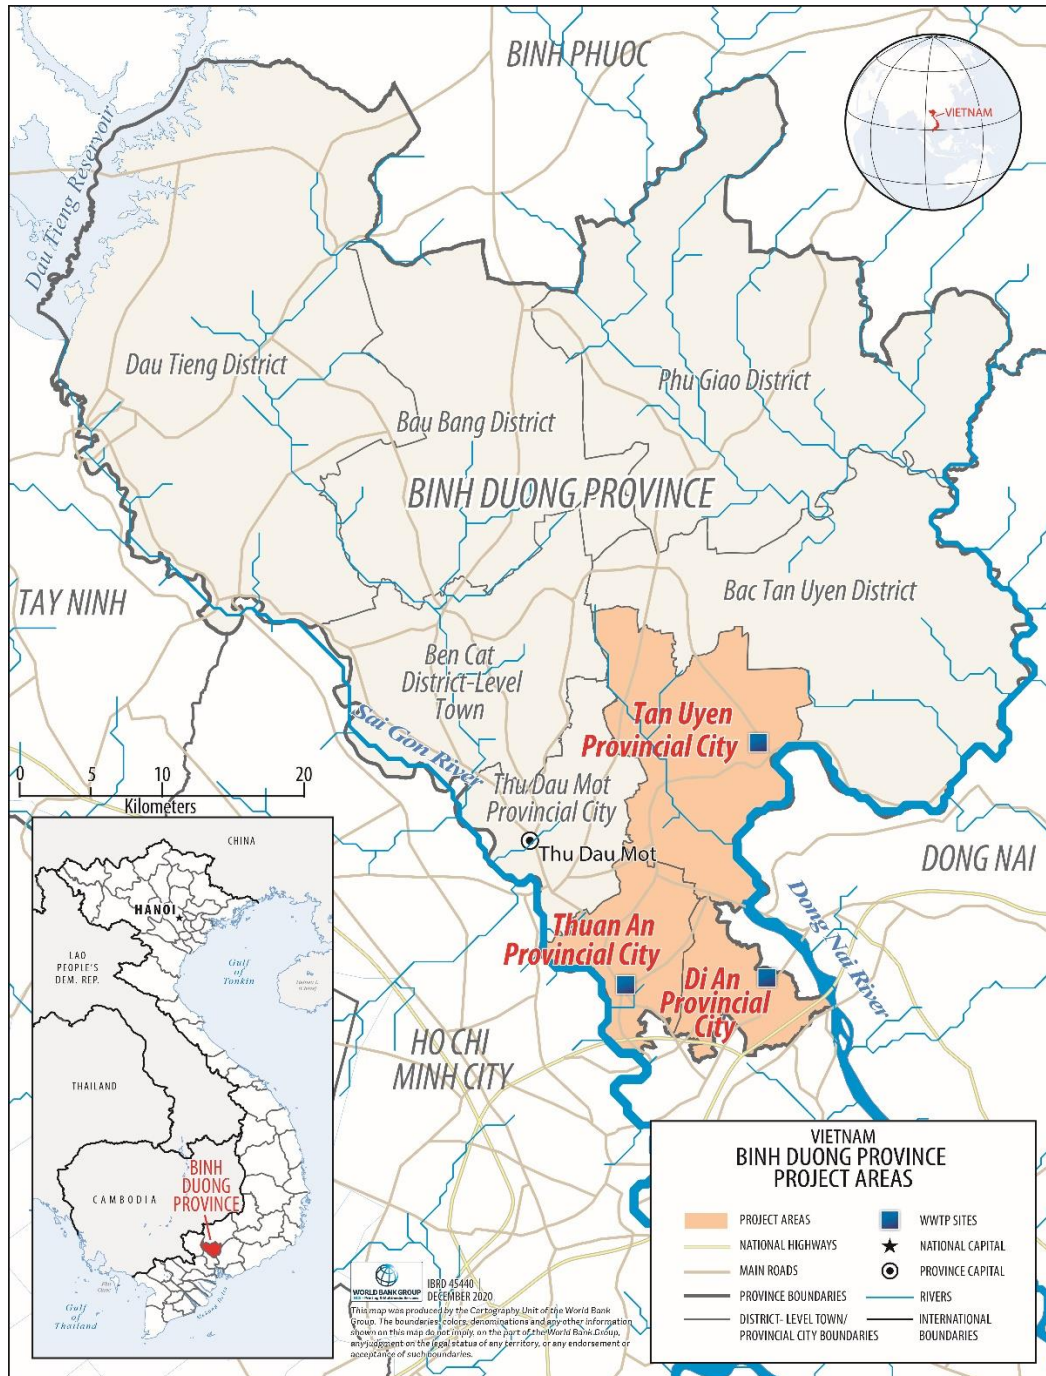 BINH PHUOC
VIETNAM
Dau Tieng Reservoir
Dau Tieng District
Phu Giao District
Bau Bang District
BINH DUONG PROVINCE
TAY NINH
Bac Tan Uyen District
Ben Cat
District-Level
Town
Sai Gon River
Tan Uyen
Provincial City
0 5 10 20
Kilometers
Thu Dau Mot
Provincial City
Thu Dau Mot
DONG NAI
Dong Nai River
Thuan An
Provincial City
Di An
Provincial
City
HO CHI
MINH CITY
CHINA
HANOI
LAO
PEOPLE'S
DEM. REP.
Gulf
of
Tonkin
THAILAND
CAMBODIA
BINH
DUONG
PROVINCE
Gulf
of
Thailand
VIETNAM
BINH DUONG PROVINCE
PROJECT AREAS
PROJECT AREAS
NATIONAL HIGHWAYS
MAIN ROADS
PROVINCE BOUNDARIES
DISTRICT- LEVEL TOWN/
PROVINCIAL CITY BOUNDARIES
WWTP SITES
NATIONAL CAPITAL
PROVINCE CAPITAL
RIVERS
INTERNATIONAL
BOUNDARIES
WORLD BANK GROUP
IBRD 45440 |
DECEMBER 2020
This map was produced by the Cartography Unit of the World Bank
Group. The boundaries, colors, denominations and any other information
shown on this map do not imply, on the part of the World Bank Group,
any judgment on the legal status of any territory, or any endorsement or
acceptance of such boundaries.